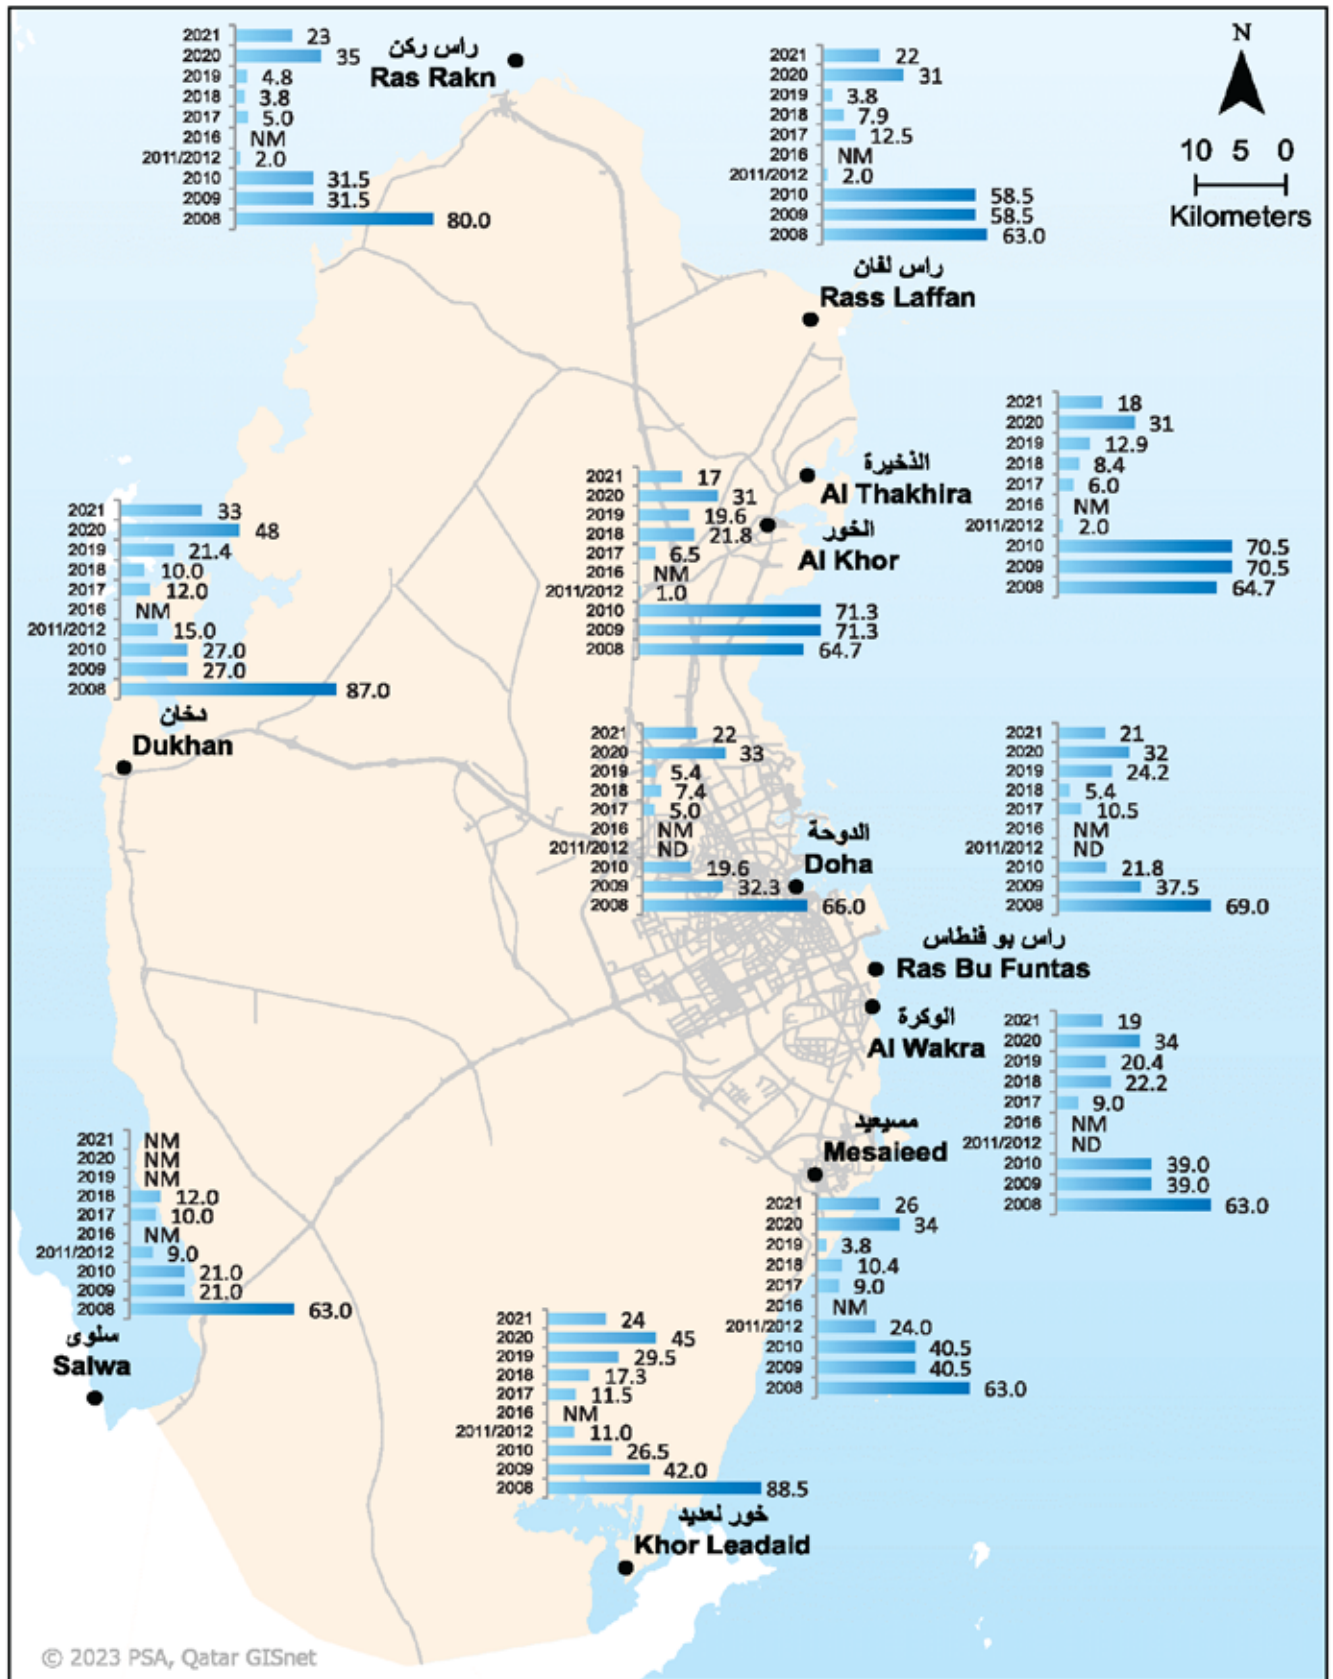 2021 23
2020 35
2019 4.8
2018 3.8
2017 5.0
2016 NM
2011/2012 2.0
2010 31.5
2009 31.5
2008 80.0
راس ركن
Ras Rakn
2021 22
2020 31
2019 3.8
2018 7.9
2017 12.5
2016 NM
2011/2012 2.0
2010 58.5
2009 58.5
2008 63.0
راس لفان
Rass Laffan
N
10 5 0
Kilometers
2021 18
2020 31
2019 12.9
2018 8.4
2017 6.0
2016 NM
2011/2012 2.0
2010 70.5
2009 70.5
2008 64.7
الذخيرة
Al Thakhira
2021 17
2020 31
2019 19.6
2018 21.8
2017 6.5
2016 NM
2011/2012 1.0
2010 71.3
2009 71.3
2008 64.7
الخور
Al Khor
2021 33
2020 48
2019 21.4
2018 10.0
2017 12.0
2016 NM
2011/2012 15.0
2010 27.0
2009 27.0
2008 87.0
دخان
Dukhan
2021 22
2020 33
2019 5.4
2018 7.4
2017 5.0
2016 NM
2011/2012 ND
2010 19.6
2009 32.3
2008 66.0
الدوحة
Doha
2021 21
2020 32
2019 24.2
2018 5.4
2017 10.5
2016 NM
2011/2012 ND
2010 21.8
2009 37.5
2008 69.0
راس بو فنطاس
Ras Bu Funtas
الوكرة
Al Wakra
2021 19
2020 34
2019 20.4
2018 22.2
2017 9.0
2016 NM
2011/2012 ND
2010 39.0
2009 39.0
2008 63.0
مسيعيد
Mesaieed
2021 26
2020 34
2019 3.8
2018 10.4
2017 9.0
2016 NM
2011/2012 24.0
2010 40.5
2009 40.5
2008 63.0
2021 NM
2020 NM
2019 NM
2018 12.0
2017 10.0
2016 NM
2011/2012 9.0
2010 21.0
2009 21.0
2008 63.0
سلوى
Salwa
2021 24
2020 45
2019 29.5
2018 17.3
2017 11.5
2016 NM
2011/2012 11.0
2010 26.5
2009 42.0
2008 88.5
خور لعديد
Khor Leadaid
© 2023 PSA, Qatar GISnet